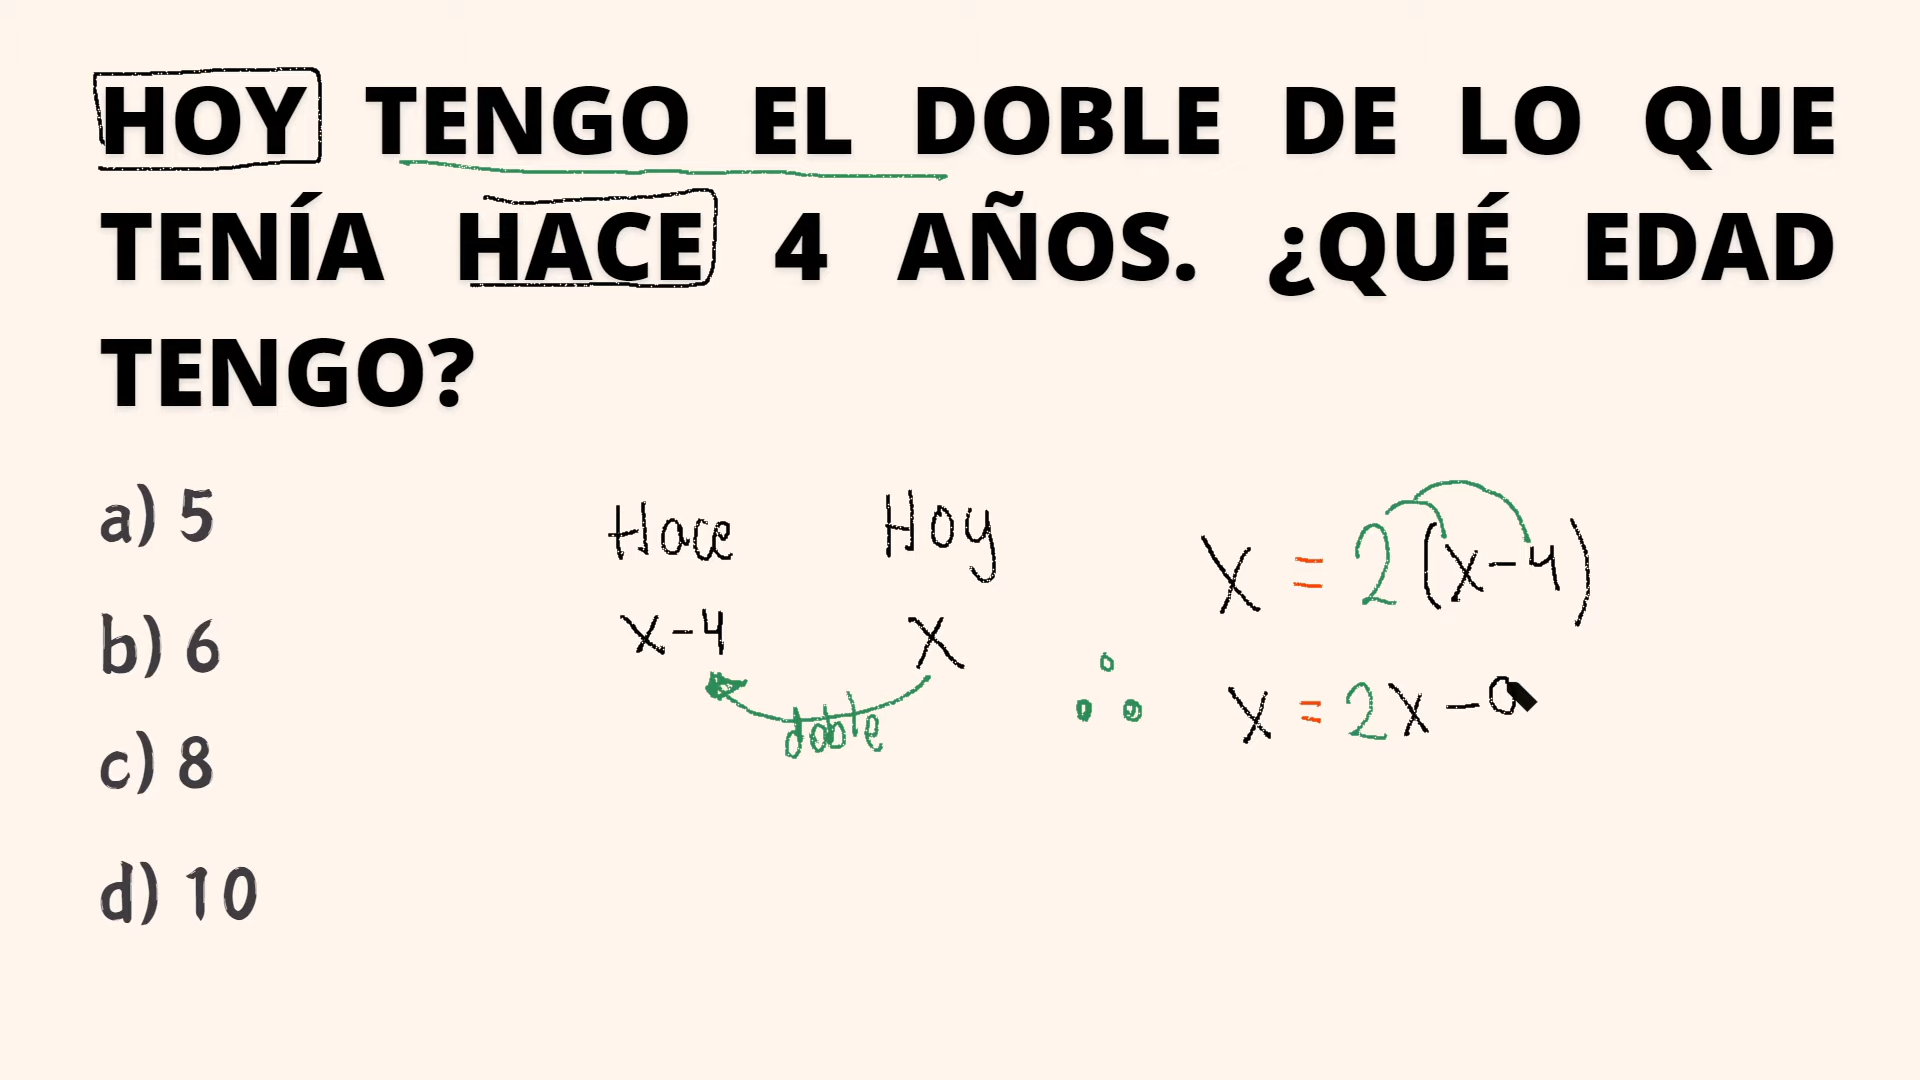 HOY TENGO EL DOBLE DE LO QUE
TENÍA HACE 4 AÑOS. ¿QUÉ EDAD
TENGO?
a) 5
b) 6
c) 8
d) 10
Hace Hoy
x-4 x
doble
x = 2(x-4)
x = 2x-